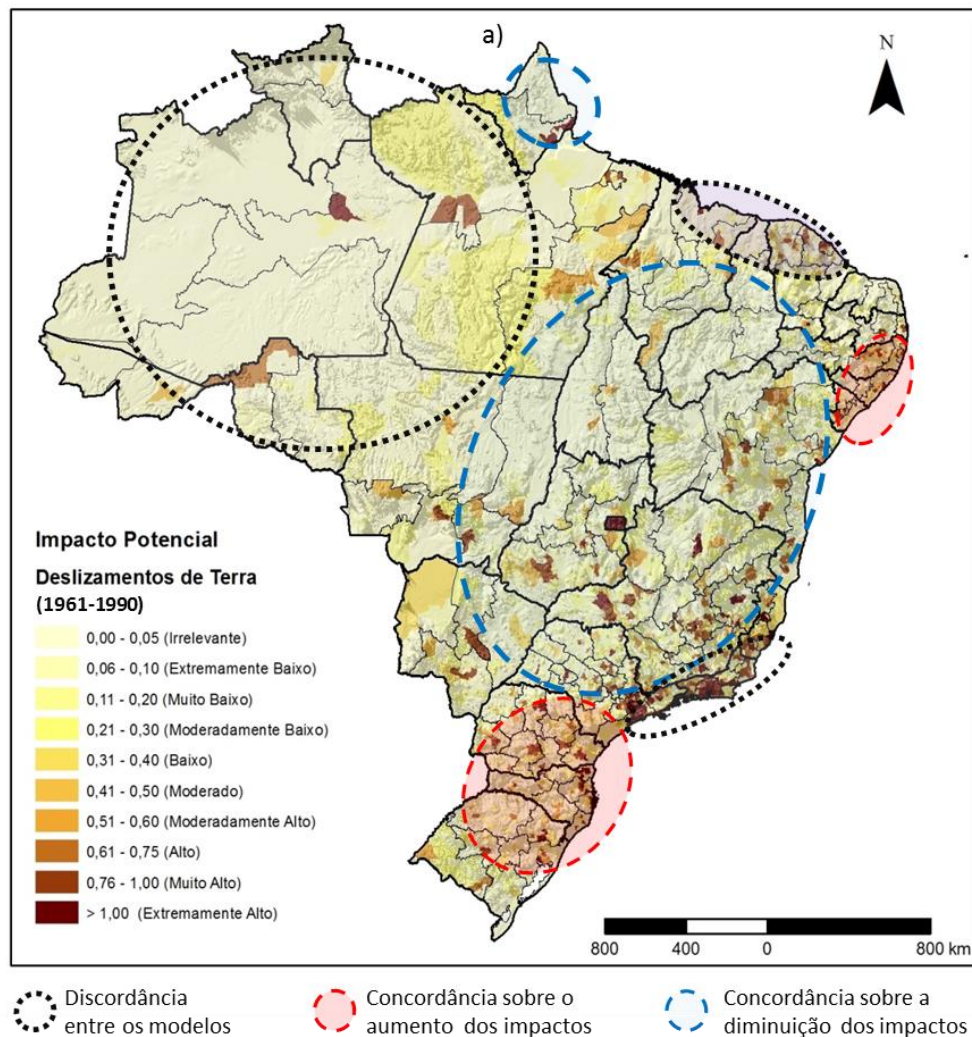 a)
N
Impacto Potencial
Deslizamentos de Terra
(1961-1990)
0,00 - 0,05 (Irrelevante)
0,06 - 0,10 (Extremamente Baixo)
0,11 - 0,20 (Muito Baixo)
0,21 - 0,30 (Moderadamente Baixo)
0,31 - 0,40 (Baixo)
0,41 - 0,50 (Moderado)
0,51 - 0,60 (Moderadamente Alto)
0,61 - 0,75 (Alto)
0,76 - 1,00 (Muito Alto)
> 1,00 (Extremamente Alto)
800 400 0 800 km
Discordância
entre os modelos
Concordância sobre o
aumento dos impactos
Concordância sobre a
diminuição dos impactos